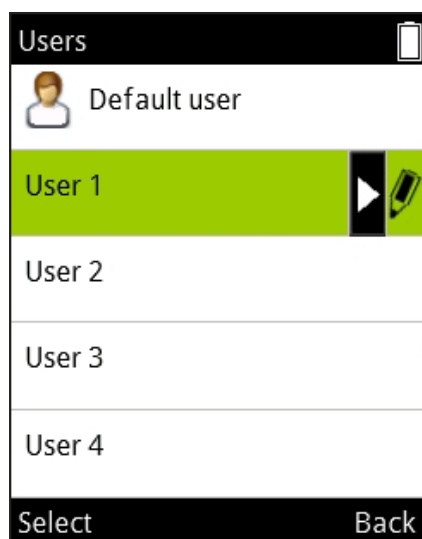 Users
Default user
User 1
User 2
User 3
User 4
Select Back